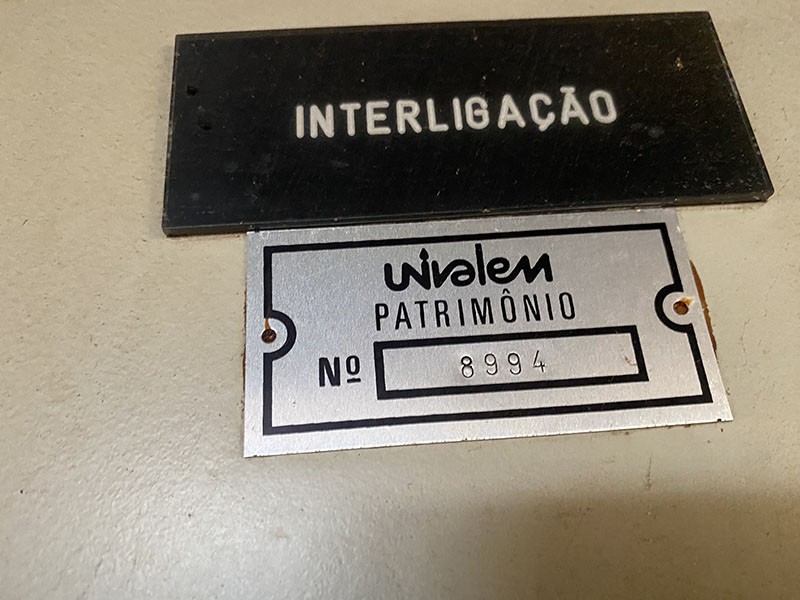 INTERLIGAÇÃO
univalem
PATRIMÔNIO
Nº 8994